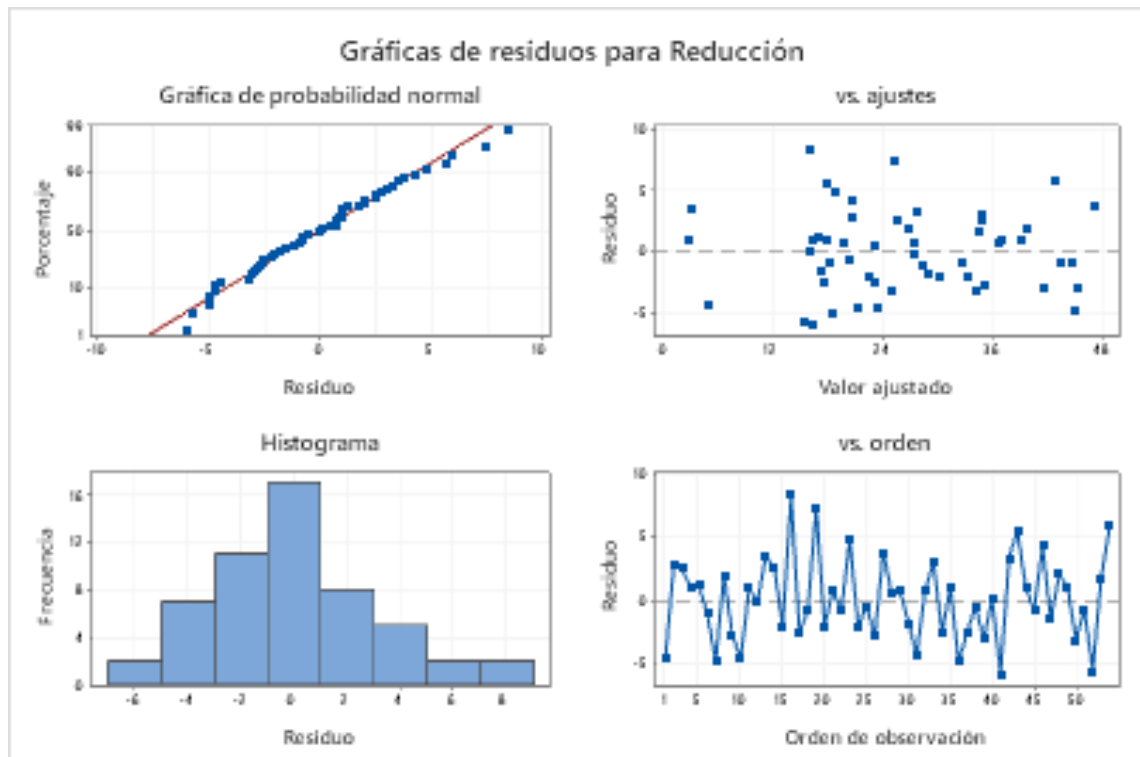 Gráficas de residuos para Reducción
Gráfica de probabilidad normal
99
90
50
10
1
Porcentaje
-10 -5 0 5 10
Residuo
vs. ajustes
10
5
0
-5
Residuo
0 12 24 36 48
Valor ajustado
Histograma
16
12
8
4
0
Frecuencia
-6 -4 -2 0 2 4 6 8
Residuo
vs. orden
10
5
0
-5
Residuo
1 5 10 15 20 25 30 35 40 45 50
Orden de observación